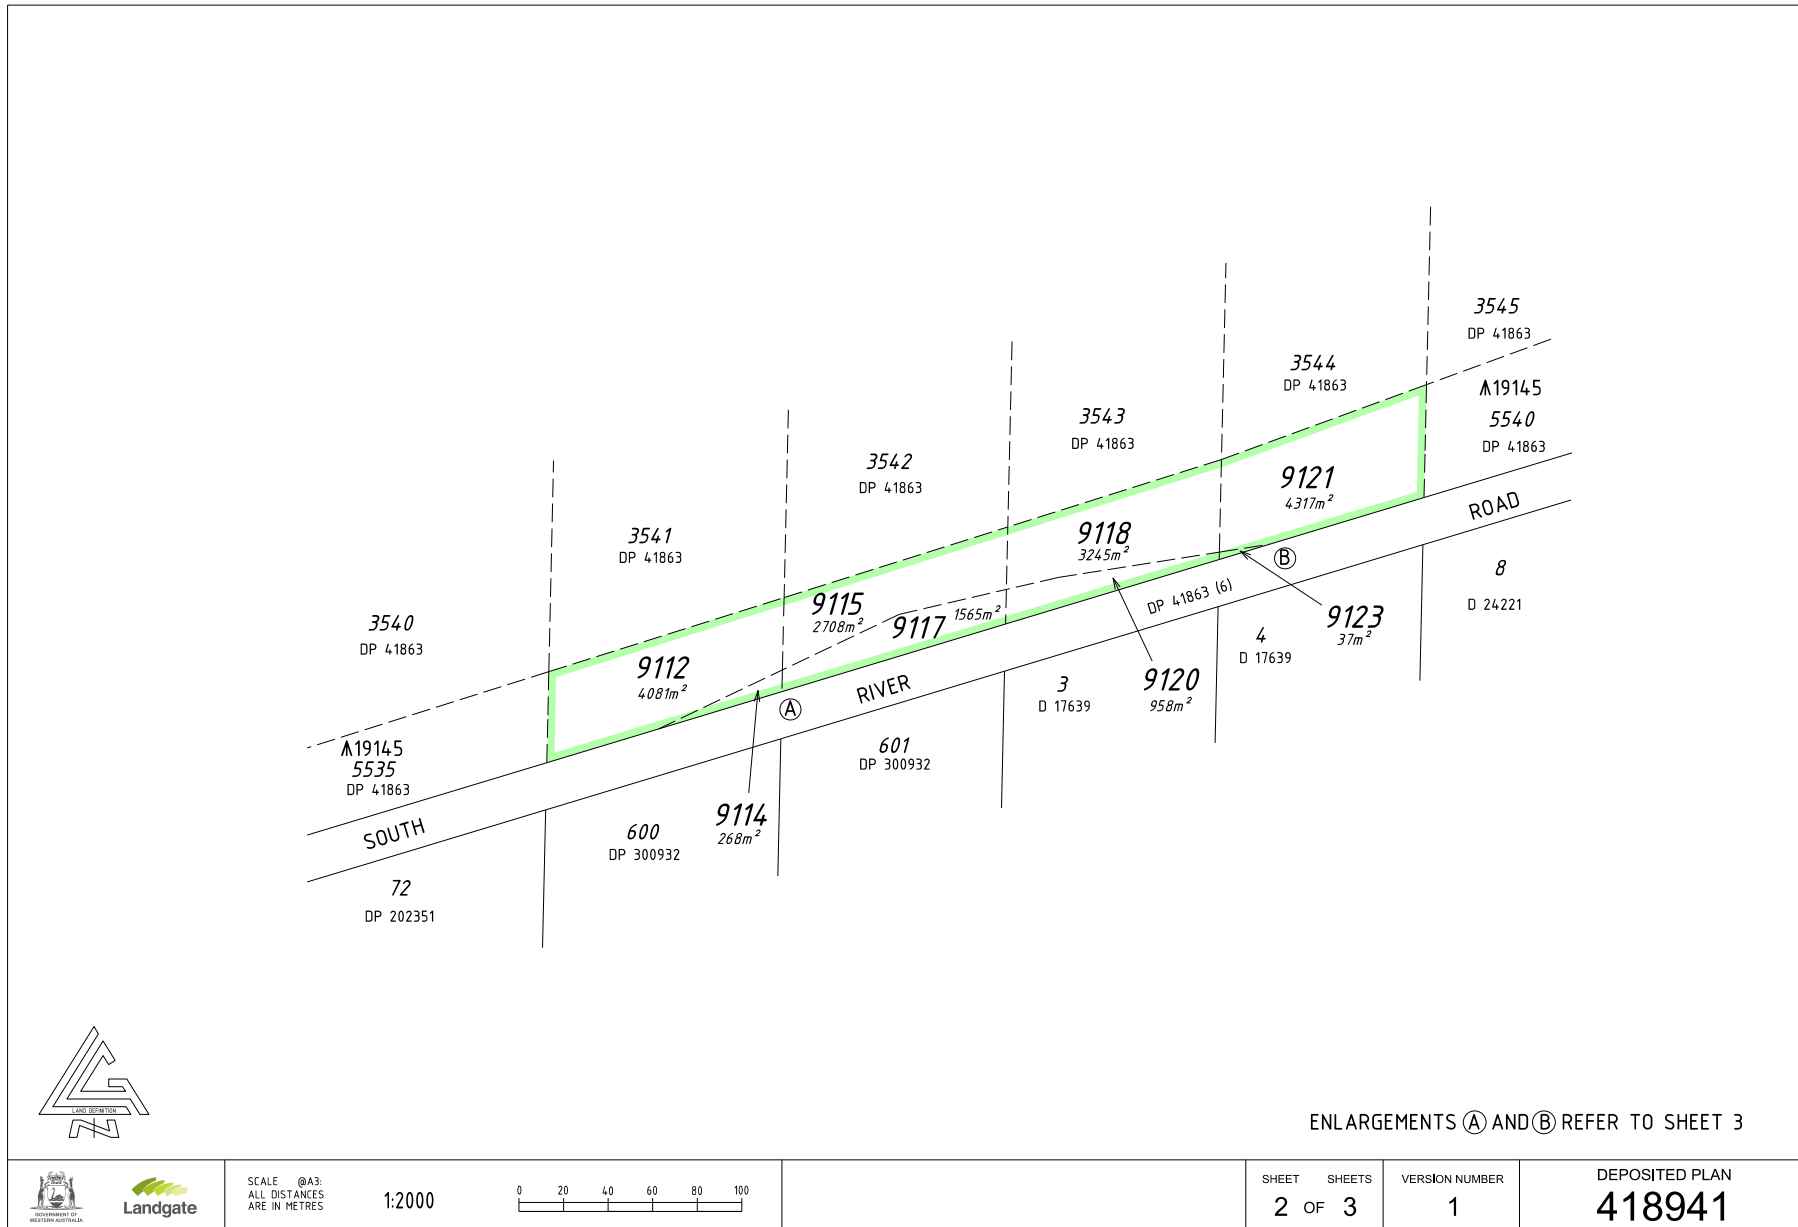 3545
DP 41863
3544
DP 41863
⩚19145
5540
DP 41863
3543
DP 41863
3542
DP 41863
9121
4317m²
ROAD
3541
DP 41863
9118
3245m²
B
8
D 24221
DP 41863 (6)
9115
2708m²
9117 1565m²
9123
37m²
3540
DP 41863
4
D 17639
9112
4081m²
RIVER
A
3
D 17639
9120
958m²
⩚19145
5535
DP 41863
601
DP 300932
9114
268m²
SOUTH
600
DP 300932
72
DP 202351
LAND DEFINITION
N
ENLARGEMENTS A AND B REFER TO SHEET 3
GOVERNMENT OF
WESTERN AUSTRALIA
Landgate
SCALE @A3:
ALL DISTANCES
ARE IN METRES
1:2000
0 20 40 60 80 100
SHEET SHEETS
2 OF 3
VERSION NUMBER
1
DEPOSITED PLAN
418941